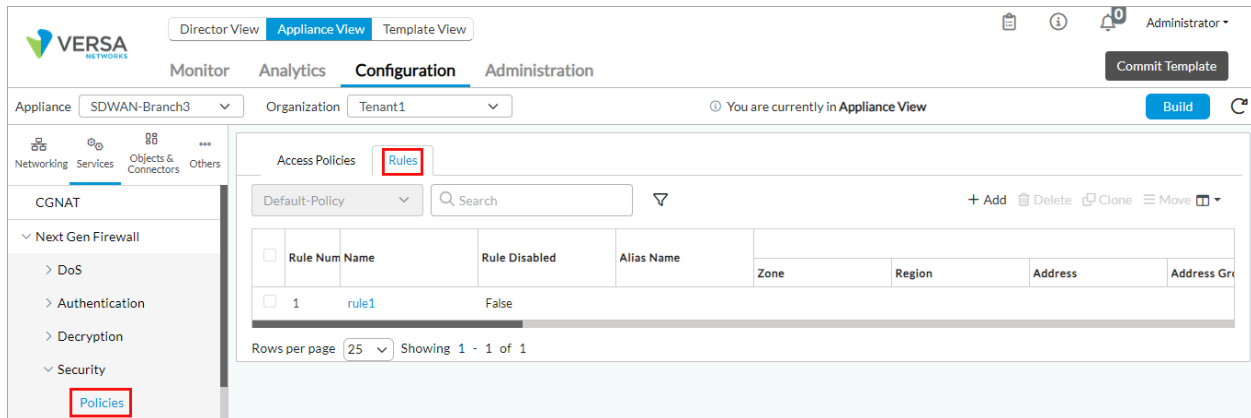 Director View Appliance View Template View
0
Administrator
VERSA
NETWORKS
Monitor Analytics Configuration Administration
Commit Template
Appliance SDWAN-Branch3 Organization Tenant1 You are currently in Appliance View Build
Networking Services Objects & Connectors Others
Access Policies Rules
CGNAT
Default-Policy Search + Add Delete Clone Move
Next Gen Firewall
Rule Num Name Rule Disabled Alias Name
Zone Region Address Address Gro
DoS
Authentication
1 rule1 False
Decryption
Rows per page 25 Showing 1 - 1 of 1
Security
Policies